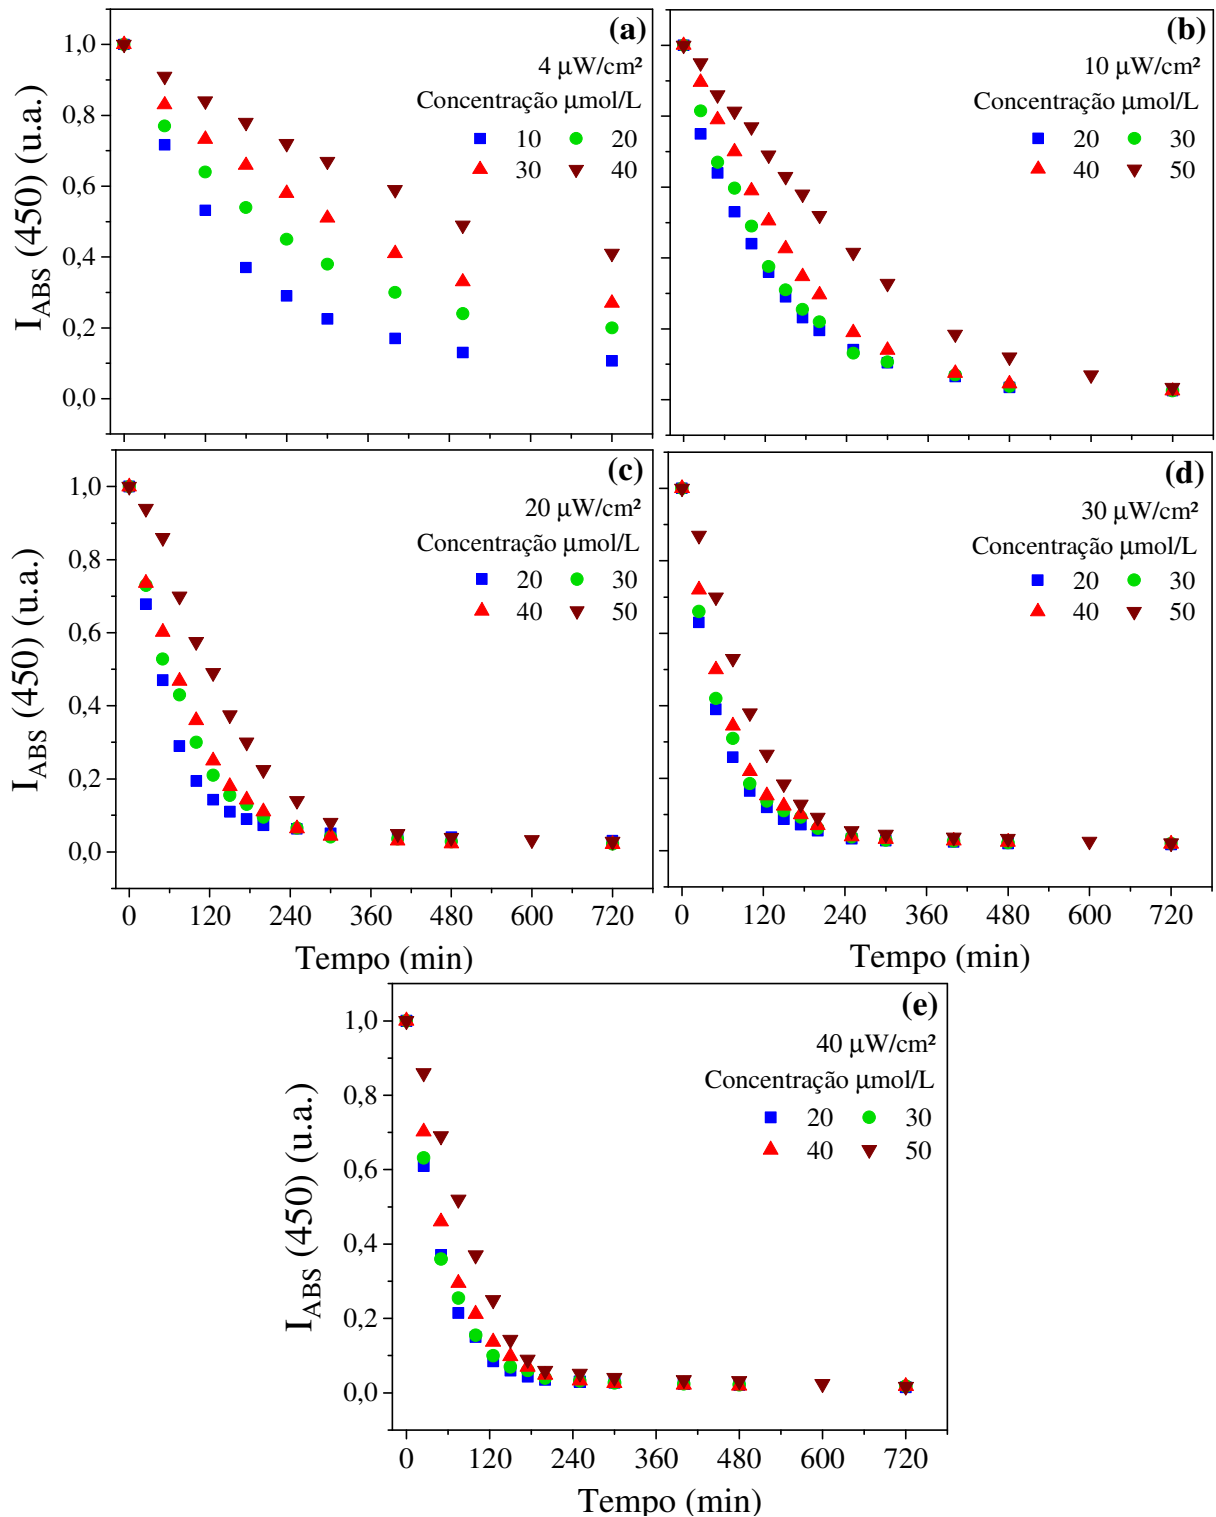 (a)
4 µW/cm²
Concentração µmol/L
10 20
30 40
1,0
0,8
0,6
0,4
0,2
0,0
I_ABS (450) (u.a.)
(b)
10 µW/cm²
Concentração µmol/L
20 30
40 50
(c)
20 µW/cm²
Concentração µmol/L
20 30
40 50
1,0
0,8
0,6
0,4
0,2
0,0
I_ABS (450) (u.a.)
0 120 240 360 480 600 720
Tempo (min)
(d)
30 µW/cm²
Concentração µmol/L
20 30
40 50
0 120 240 360 480 600 720
Tempo (min)
(e)
40 µW/cm²
Concentração µmol/L
20 30
40 50
1,0
0,8
0,6
0,4
0,2
0,0
I_ABS (450) (u.a.)
0 120 240 360 480 600 720
Tempo (min)